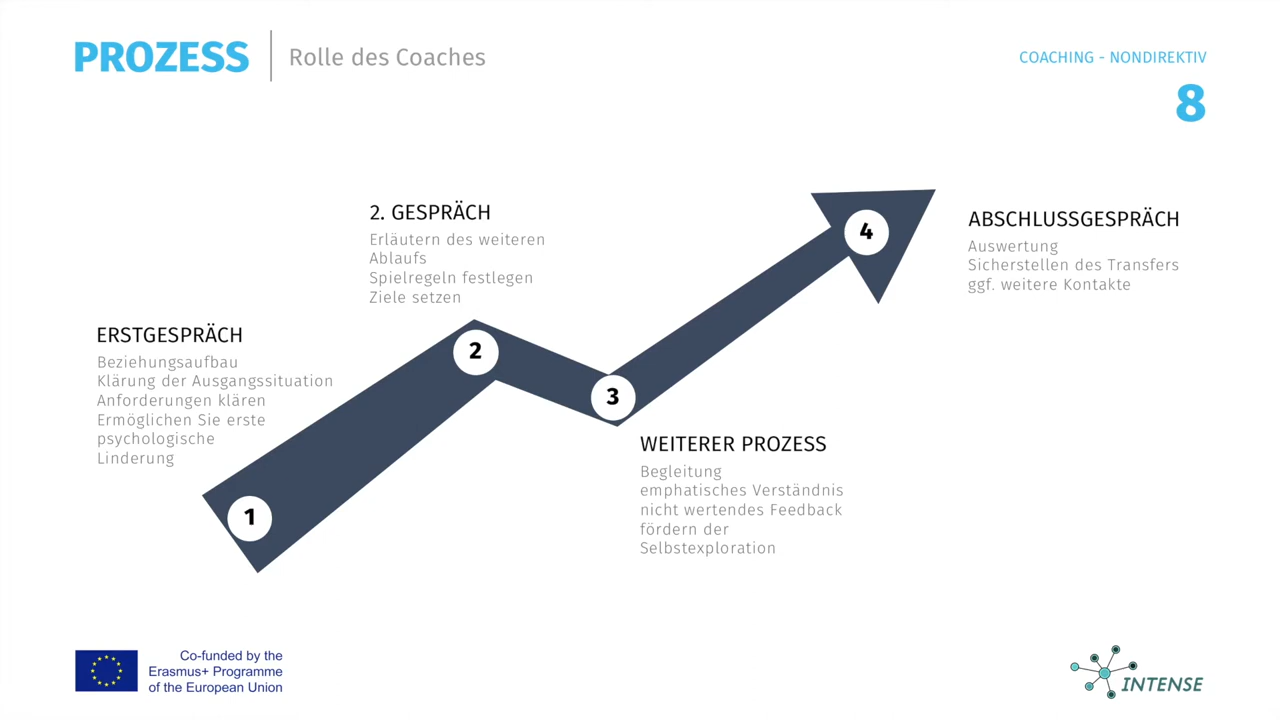 PROZESS
Rolle des Coaches
COACHING - NONDIREKTIV
8
ERSTGESPRÄCH
Beziehungsaufbau
Klärung der Ausgangssituation
Anforderungen klären
Ermöglichen Sie erste
psychologische
Linderung
1
2. GESPRÄCH
Erläutern des weiteren
Ablaufs
Spielregeln festlegen
Ziele setzen
2
3
WEITERER PROZESS
Begleitung
emphatisches Verständnis
nicht wertendes Feedback
fördern der
Selbstexploration
4
ABSCHLUSSGESPRÄCH
Auswertung
Sicherstellen des Transfers
ggf. weitere Kontakte
Co-funded by the
Erasmus+ Programme
of the European Union
INTENSE